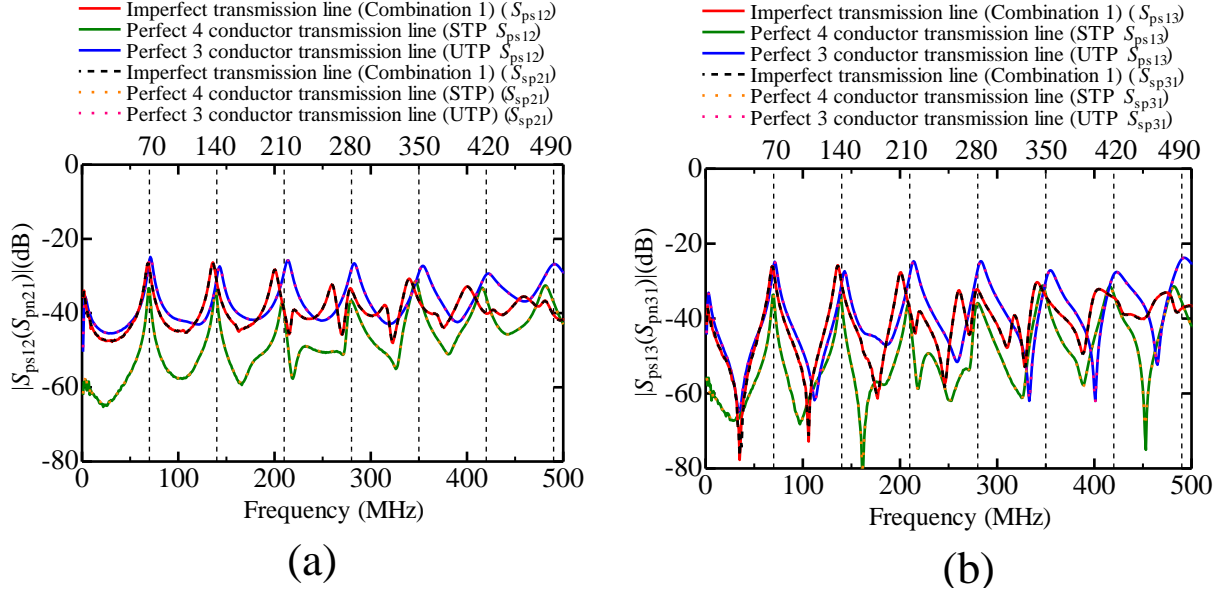 Imperfect transmission line (Combination 1) (Sps12)
Perfect 4 conductor transmission line (STP Sps12)
Perfect 3 conductor transmission line (UTP Sps12)
Imperfect transmission line (Combination 1) (Ssp21)
Perfect 4 conductor transmission line (STP) (Ssp21)
Perfect 3 conductor transmission line (UTP) (Ssp21)
70 140 210 280 350 420 490
0
-20
-40
-60
-80
|Sps12(Spn21)|(dB)
0 100 200 300 400 500
Frequency (MHz)
(a)
Imperfect transmission line (Combination 1) (Sps13)
Perfect 4 conductor transmission line (STP Sps13)
Perfect 3 conductor transmission line (UTP Sps13)
Imperfect transmission line (Combination 1) (Ssp31)
Perfect 4 conductor transmission line (STP Ssp31)
Perfect 3 conductor transmission line (UTP Ssp31)
70 140 210 280 350 420 490
0
-20
-40
-60
-80
|Sps13(Spn31)|(dB)
0 100 200 300 400 500
Frequency (MHz)
(b)